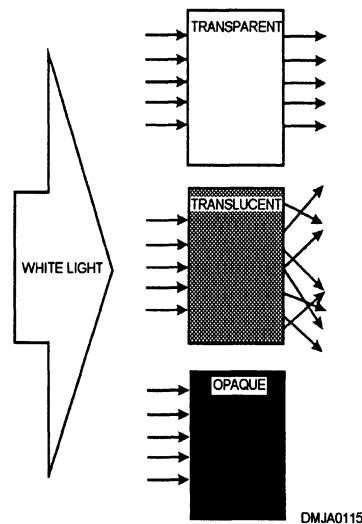 TRANSPARENT
TRANSLUCENT
WHITE LIGHT
OPAQUE
DMJA0115